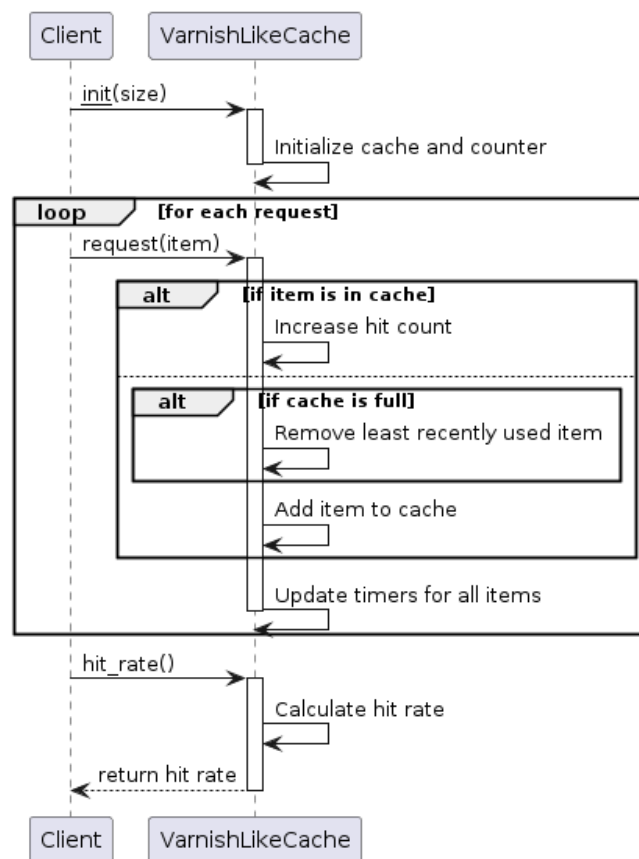 Client VarnishLikeCache
init(size)
Initialize cache and counter
loop [for each request]
request(item)
alt [if item is in cache]
Increase hit count
alt [if cache is full]
Remove least recently used item
Add item to cache
Update timers for all items
hit_rate()
Calculate hit rate
return hit rate
Client VarnishLikeCache